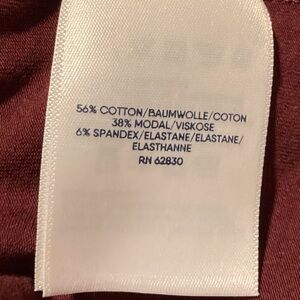 56% COTTON/BAUMWOLLE/COTON
38% MODAL/VISKOSE
6% SPANDEX/ELASTANE/ELASTANE/
ELASTHANNE
RN 62830